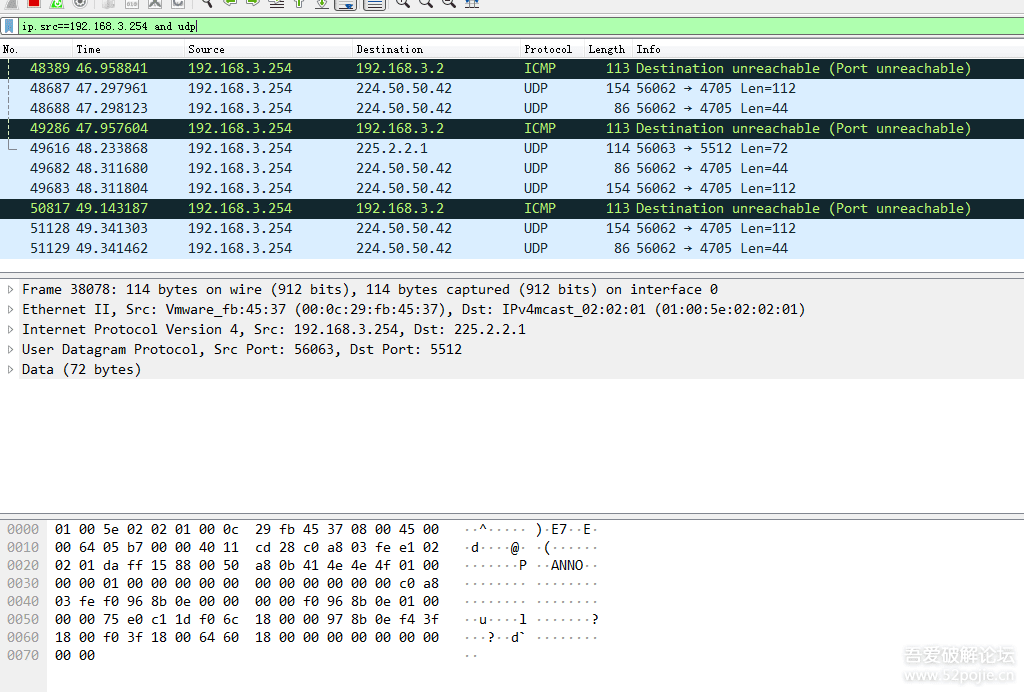 ip.src==192.168.3.254 and udp
No. Time Source Destination Protocol Length Info
48389 46.958841 192.168.3.254 192.168.3.2 ICMP 113 Destination unreachable (Port unreachable)
48687 47.297961 192.168.3.254 224.50.50.42 UDP 154 56062 → 4705 Len=112
48688 47.298123 192.168.3.254 224.50.50.42 UDP 86 56062 → 4705 Len=44
49286 47.957604 192.168.3.254 192.168.3.2 ICMP 113 Destination unreachable (Port unreachable)
49616 48.233868 192.168.3.254 225.2.2.1 UDP 114 56063 → 5512 Len=72
49682 48.311680 192.168.3.254 224.50.50.42 UDP 86 56062 → 4705 Len=44
49683 48.311804 192.168.3.254 224.50.50.42 UDP 154 56062 → 4705 Len=112
50817 49.143187 192.168.3.254 192.168.3.2 ICMP 113 Destination unreachable (Port unreachable)
51128 49.341303 192.168.3.254 224.50.50.42 UDP 154 56062 → 4705 Len=112
51129 49.341462 192.168.3.254 224.50.50.42 UDP 86 56062 → 4705 Len=44
Frame 38078: 114 bytes on wire (912 bits), 114 bytes captured (912 bits) on interface 0
Ethernet II, Src: Vmware_fb:45:37 (00:0c:29:fb:45:37), Dst: IPv4mcast_02:02:01 (01:00:5e:02:02:01)
Internet Protocol Version 4, Src: 192.168.3.254, Dst: 225.2.2.1
User Datagram Protocol, Src Port: 56063, Dst Port: 5512
Data (72 bytes)
0000 01 00 5e 02 02 01 00 0c 29 fb 45 37 08 00 45 00 ··^····· )·E7··E·
0010 00 64 05 b7 00 00 40 11 cd 28 c0 a8 03 fe e1 02 ·d····@· ·(······
0020 02 01 da ff 15 88 00 50 a8 0b 41 4e 4e 4f 01 00 ·······P ··ANNO··
0030 00 00 01 00 00 00 00 00 00 00 00 00 00 00 c0 a8 ········ ········
0040 03 fe f0 96 8b 0e 00 00 00 00 f0 96 8b 0e 01 00 ········ ········
0050 00 00 75 e0 c1 1d f0 6c 18 00 00 97 8b 0e f4 3f ··u····l ·······?
0060 18 00 f0 3f 18 00 64 60 18 00 00 00 00 00 00 00 ···?··d` ········
0070 00 00 ··
吾爱破解论坛
www.52pojie.cn